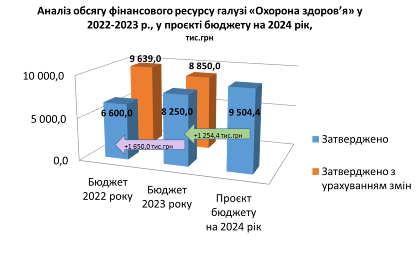 Аналіз обсягу фінансового ресурсу галузі «Охорона здоров’я» у
2022-2023 р., у проєкті бюджету на 2024 рік,
тис.грн
10 000,0
5 000,0
0,0
9 639,0
8 850,0
6 600,0
8 250,0
9 504,4
+1 650,0 тис.грн
+1 254,4 тис.грн
Бюджет
2022 року
Бюджет
2023 року
Проєкт
бюджету
на 2024 рік
Затверджено
Затверджено з
урахуванням змін